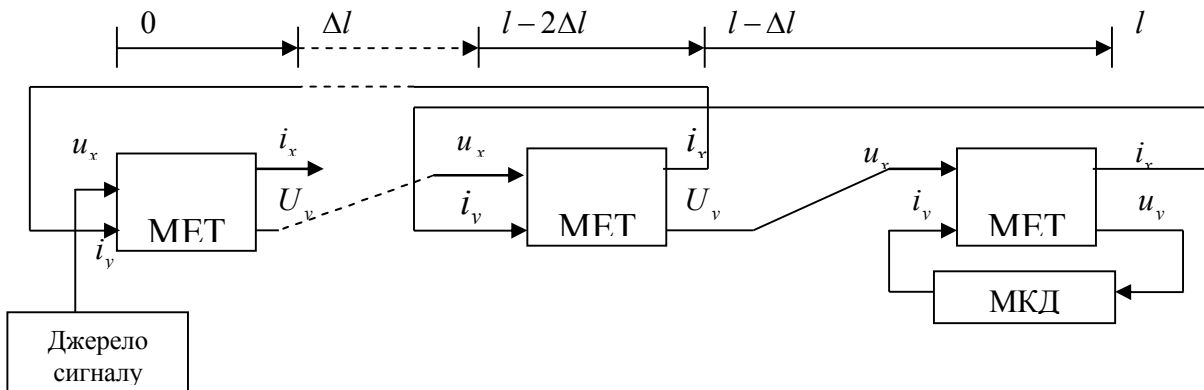 0 Δl l − 2Δl l − Δl l
u_x i_x u_x i_x u_x i_x
U_v i_v U_v i_v u_v
МЕТ МЕТ МЕТ
i_v
МКД
Джерело
сигналу